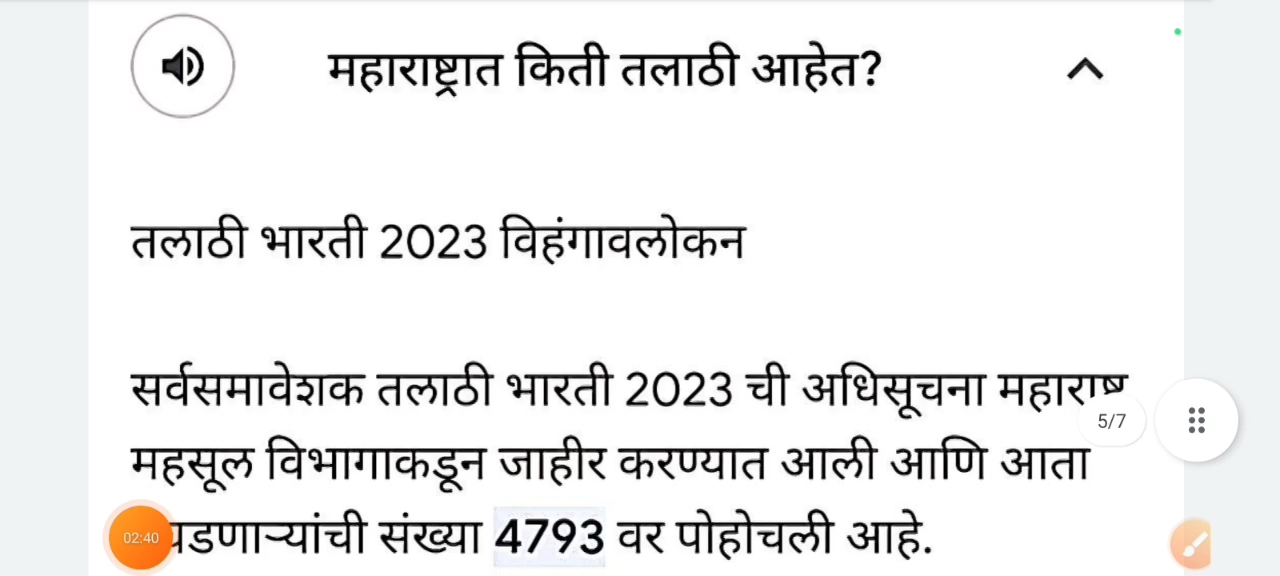 महाराष्ट्रात किती तलाठी आहेत?
तलाठी भारती 2023 विहंगावलोकन
सर्वसमावेशक तलाठी भारती 2023 ची अधिसूचना महाराष्ट्र
5/7
महसूल विभागाकडून जाहीर करण्यात आली आणि आता
संख्या 4793 वर पोहोचली आहे.
02:40